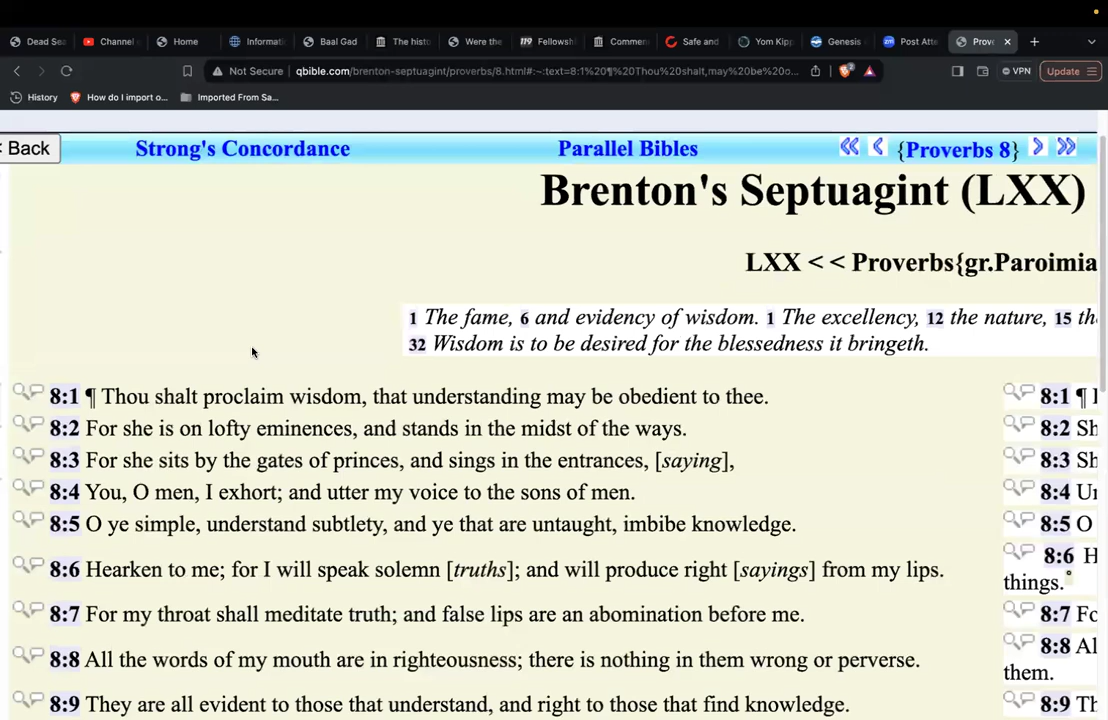 Dead Sea
Channel
Home
Informati
Baal Gad
The histo
Were the
Fellowsh
Commen
Safe and
Yom Kipp
Genesis
Post Atte
Prov
Not Secure
qbible.com/brenton-septuagint/proverbs/8.html#:~:text=8:1%20¶%20Thou%20shalt,may%20be%20o...
VPN
Update
History
How do I import o...
Imported From Sa...
: Back
Strong's Concordance
Parallel Bibles
{Proverbs 8}
Brenton's Septuagint (LXX)
LXX < < Proverbs{gr.Paroimia
1 The fame, 6 and evidency of wisdom. 1 The excellency, 12 the nature, 15 th
32 Wisdom is to be desired for the blessedness it bringeth.
8:1 ¶ Thou shalt proclaim wisdom, that understanding may be obedient to thee.
8:2 For she is on lofty eminences, and stands in the midst of the ways.
8:3 For she sits by the gates of princes, and sings in the entrances, [saying],
8:4 You, O men, I exhort; and utter my voice to the sons of men.
8:5 O ye simple, understand subtlety, and ye that are untaught, imbibe knowledge.
8:6 Hearken to me; for I will speak solemn [truths]; and will produce right [sayings] from my lips.
8:7 For my throat shall meditate truth; and false lips are an abomination before me.
8:8 All the words of my mouth are in righteousness; there is nothing in them wrong or perverse.
8:9 They are all evident to those that understand, and right to those that find knowledge.
8:1 ¶
8:2 Sh
8:3 Sh
8:4 Ur
8:5 O
8:6 H
things.°
8:7 Fo
8:8 Al
them.
8:9 Th